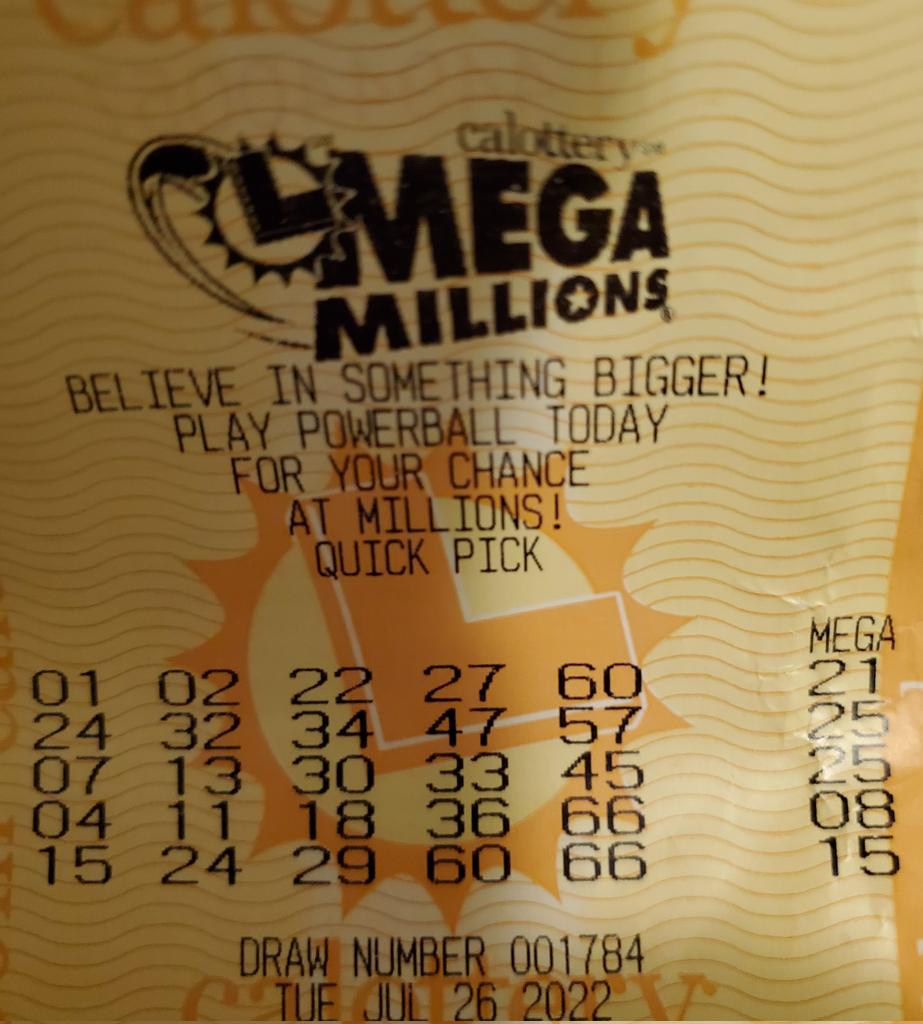 calottery
calottery
MEGA
MILLIONS
BELIEVE IN SOMETHING BIGGER!
PLAY POWERBALL TODAY
FOR YOUR CHANCE
AT MILLIONS!
QUICK PICK
MEGA
01 02 22 27 60 21
24 32 34 47 57 25
07 13 30 33 45 25
04 11 18 36 66 08
15 24 29 60 66 15
DRAW NUMBER 001784
TUE JUL 26 2022
calottery